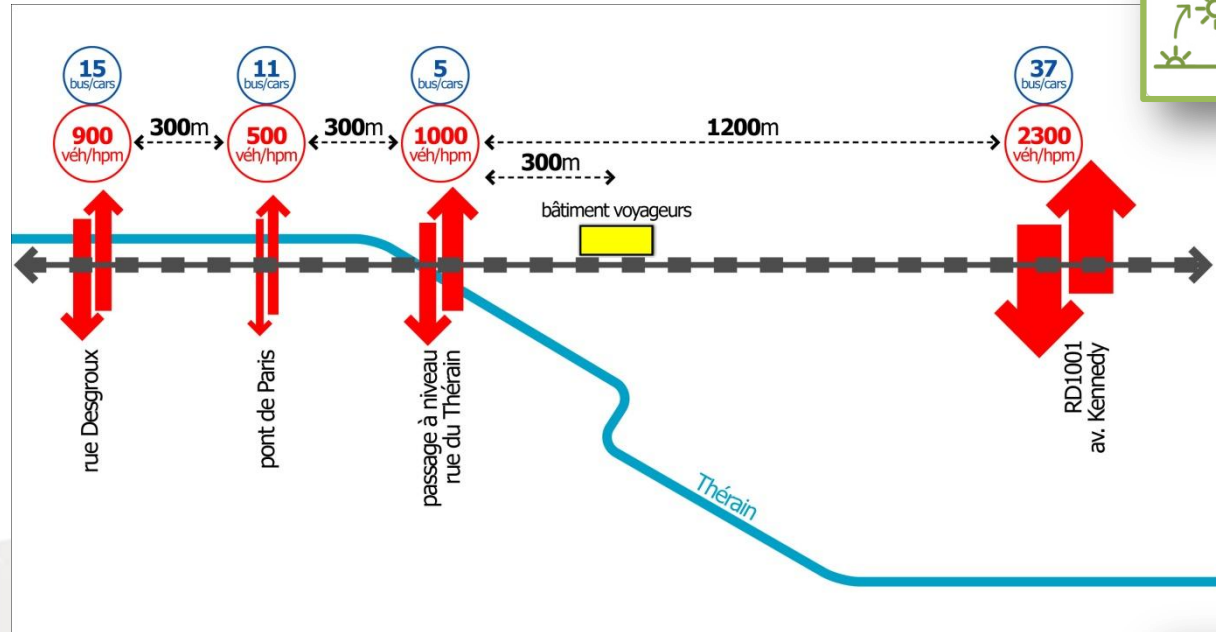 15
bus/cars
11
bus/cars
5
bus/cars
37
bus/cars
900
véh/hpm
300m
500
véh/hpm
300m
1000
véh/hpm
1200m
2300
véh/hpm
300m
bâtiment voyageurs
rue Desgroux
pont de Paris
passage à niveau
rue du Thérain
RD1001
av. Kennedy
Thérain